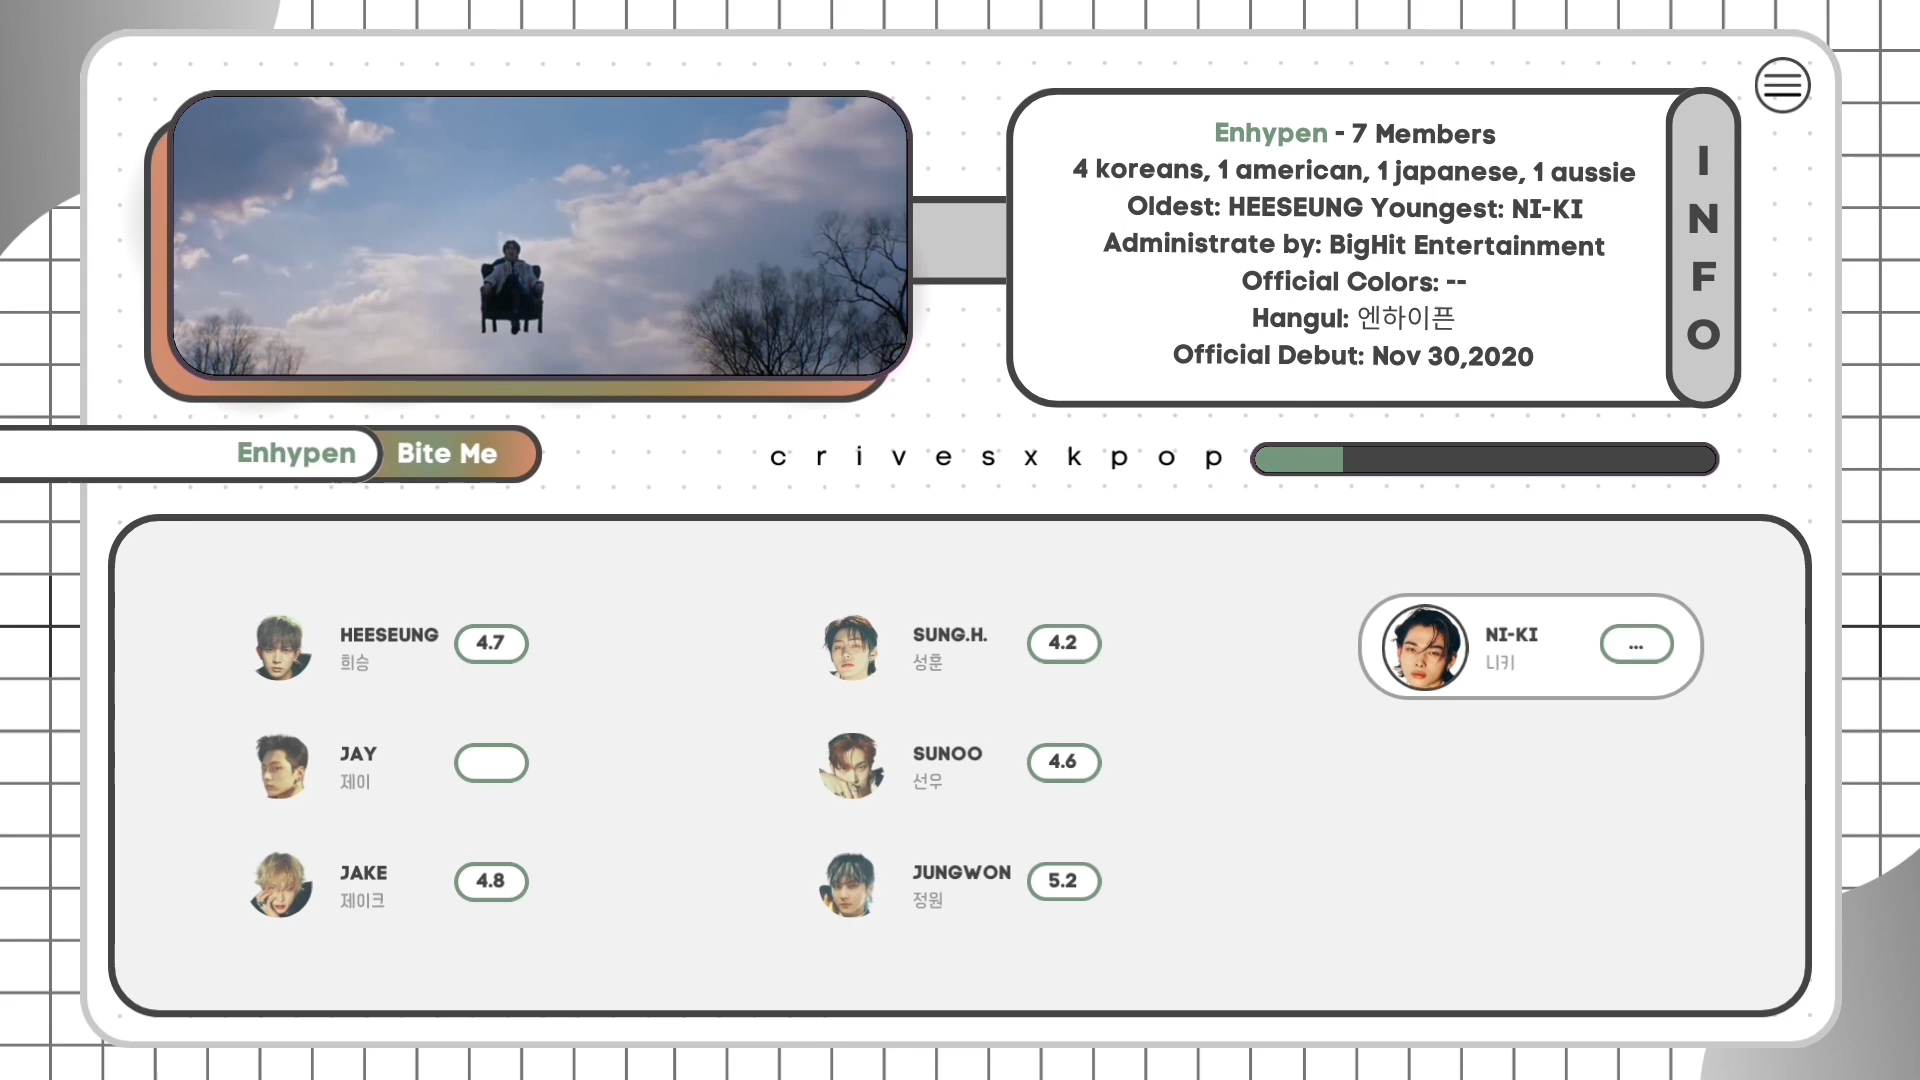 Enhypen - 7 Members
4 koreans, 1 american, 1 japanese, 1 aussie
Oldest: HEESEUNG Youngest: NI-KI
Administrate by: BigHit Entertainment
Official Colors: --
Hangul: 엔하이픈
Official Debut: Nov 30,2020
INFO
Enhypen Bite Me
crivesxkpop
HEESEUNG 4.7
희승
JAY
제이
JAKE 4.8
제이크
SUNG.H. 4.2
성훈
SUNOO 4.6
선우
JUNGWON 5.2
정원
NI-KI ...
니키